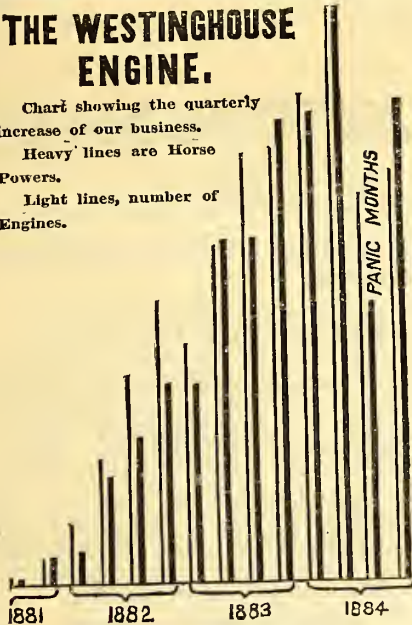 THE WESTINGHOUSE
ENGINE.
Chart showing the quarterly
increase of our business.
Heavy lines are Horse
Powers.
Light lines, number of
Engines.
PANIC MONTHS
1881 1882 1883 1884